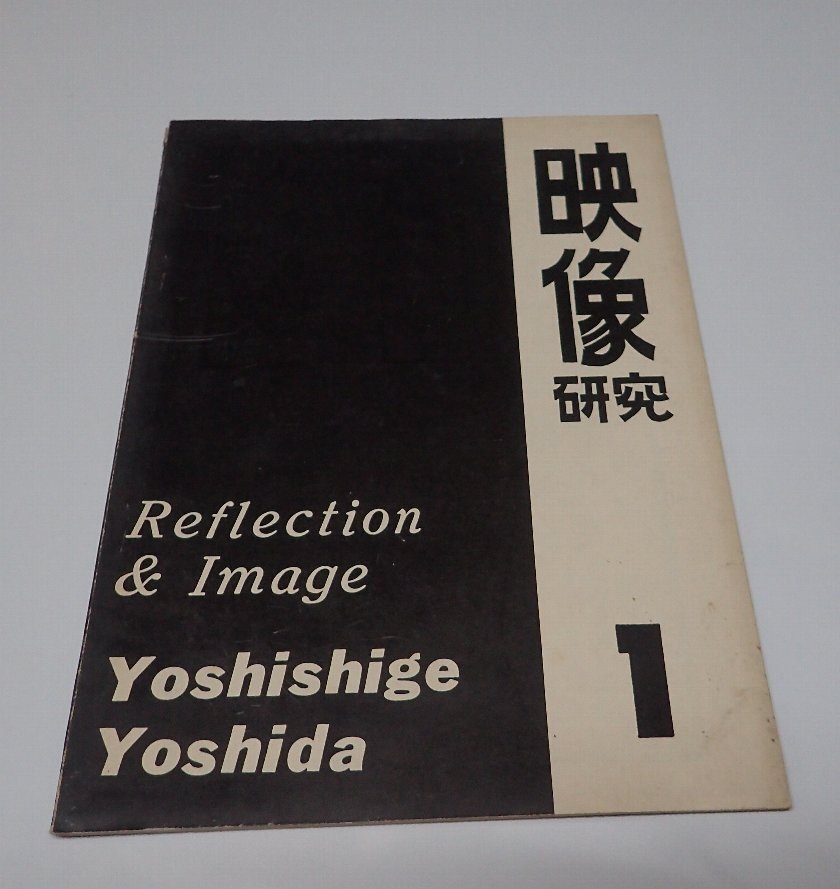 映像
研究
1
Reflection
& Image
Yoshishige
Yoshida